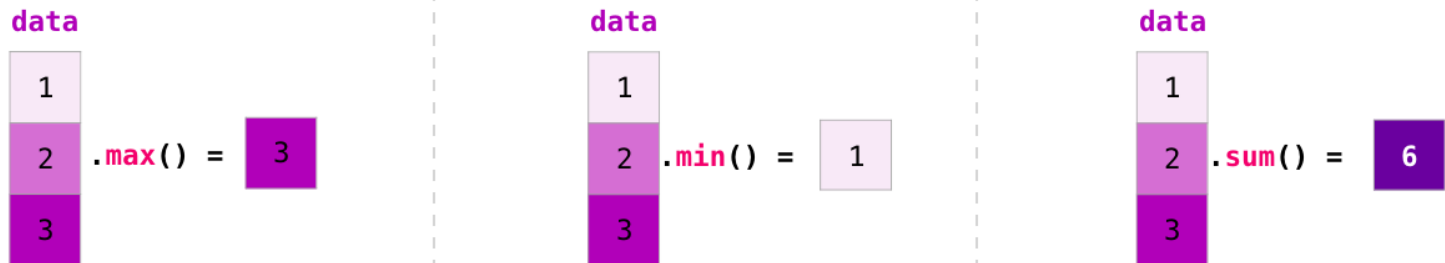 data data data
1 1 1
2 .max() = 3 2 .min() = 1 2 .sum() = 6
3 3 3